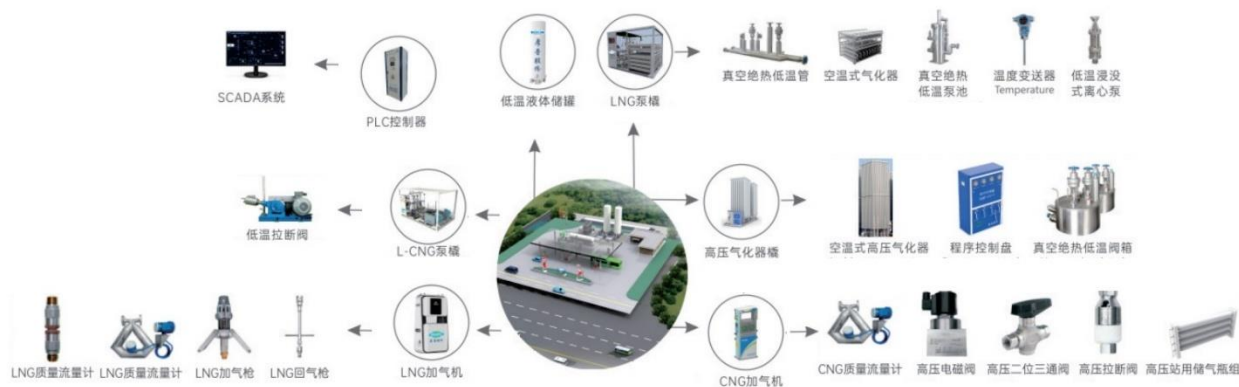 SCADA系统
PLC控制器
低温液体储罐
LNG泵橇
真空绝热低温管
空温式气化器
真空绝热
低温泵池
温度变送器
Temperature
低温浸没
式离心泵
低温拉断阀
L-CNG泵橇
高压气化器橇
空温式高压气化器
程序控制盘
真空绝热低温阀箱
LNG质量流量计
LNG质量流量计
LNG加气枪
LNG回气枪
LNG加气机
CNG加气机
CNG质量流量计
高压电磁阀
高压二位三通阀
高压拉断阀
高压站用储气瓶组